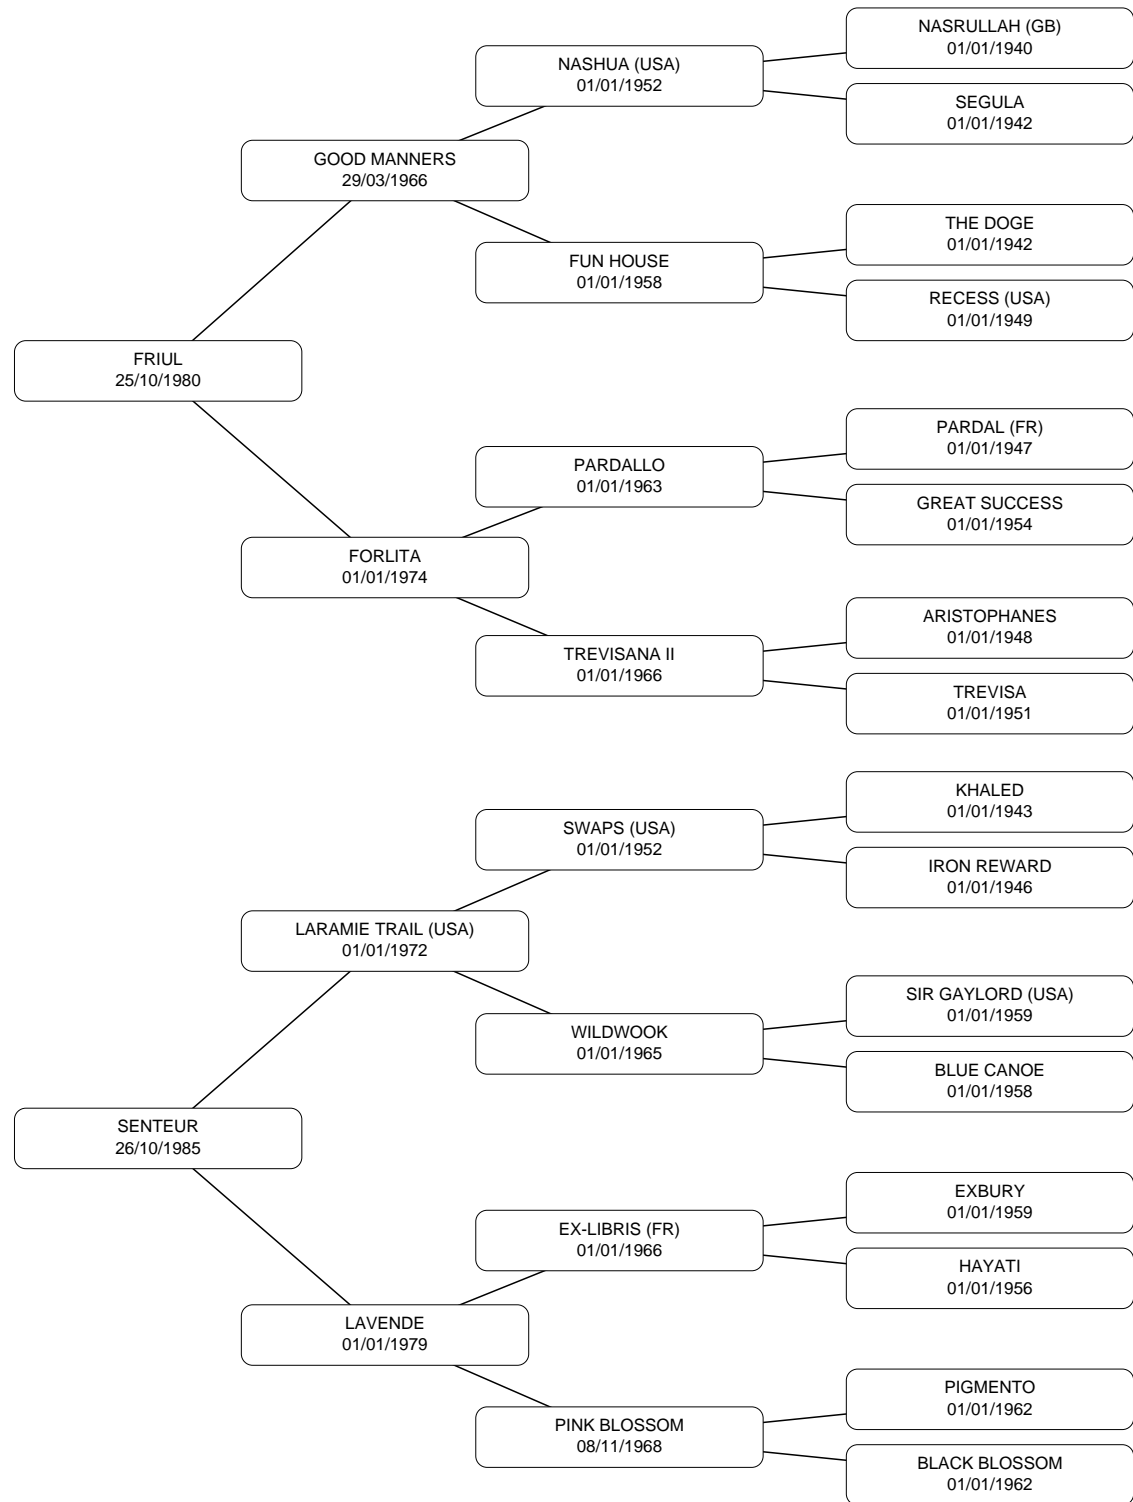 NASRULLAH (GB)
01/01/1940
NASHUA (USA)
01/01/1952
SEGULA
01/01/1942
GOOD MANNERS
29/03/1966
THE DOGE
01/01/1942
FUN HOUSE
01/01/1958
RECESS (USA)
01/01/1949
FRIUL
25/10/1980
PARDAL (FR)
01/01/1947
PARDALLO
01/01/1963
GREAT SUCCESS
01/01/1954
FORLITA
01/01/1974
ARISTOPHANES
01/01/1948
TREVISANA II
01/01/1966
TREVISA
01/01/1951
KHALED
01/01/1943
SWAPS (USA)
01/01/1952
IRON REWARD
01/01/1946
LARAMIE TRAIL (USA)
01/01/1972
SIR GAYLORD (USA)
01/01/1959
WILDWOOK
01/01/1965
BLUE CANOE
01/01/1958
SENTEUR
26/10/1985
EXBURY
01/01/1959
EX-LIBRIS (FR)
01/01/1966
HAYATI
01/01/1956
LAVENDE
01/01/1979
PIGMENTO
01/01/1962
PINK BLOSSOM
08/11/1968
BLACK BLOSSOM
01/01/1962